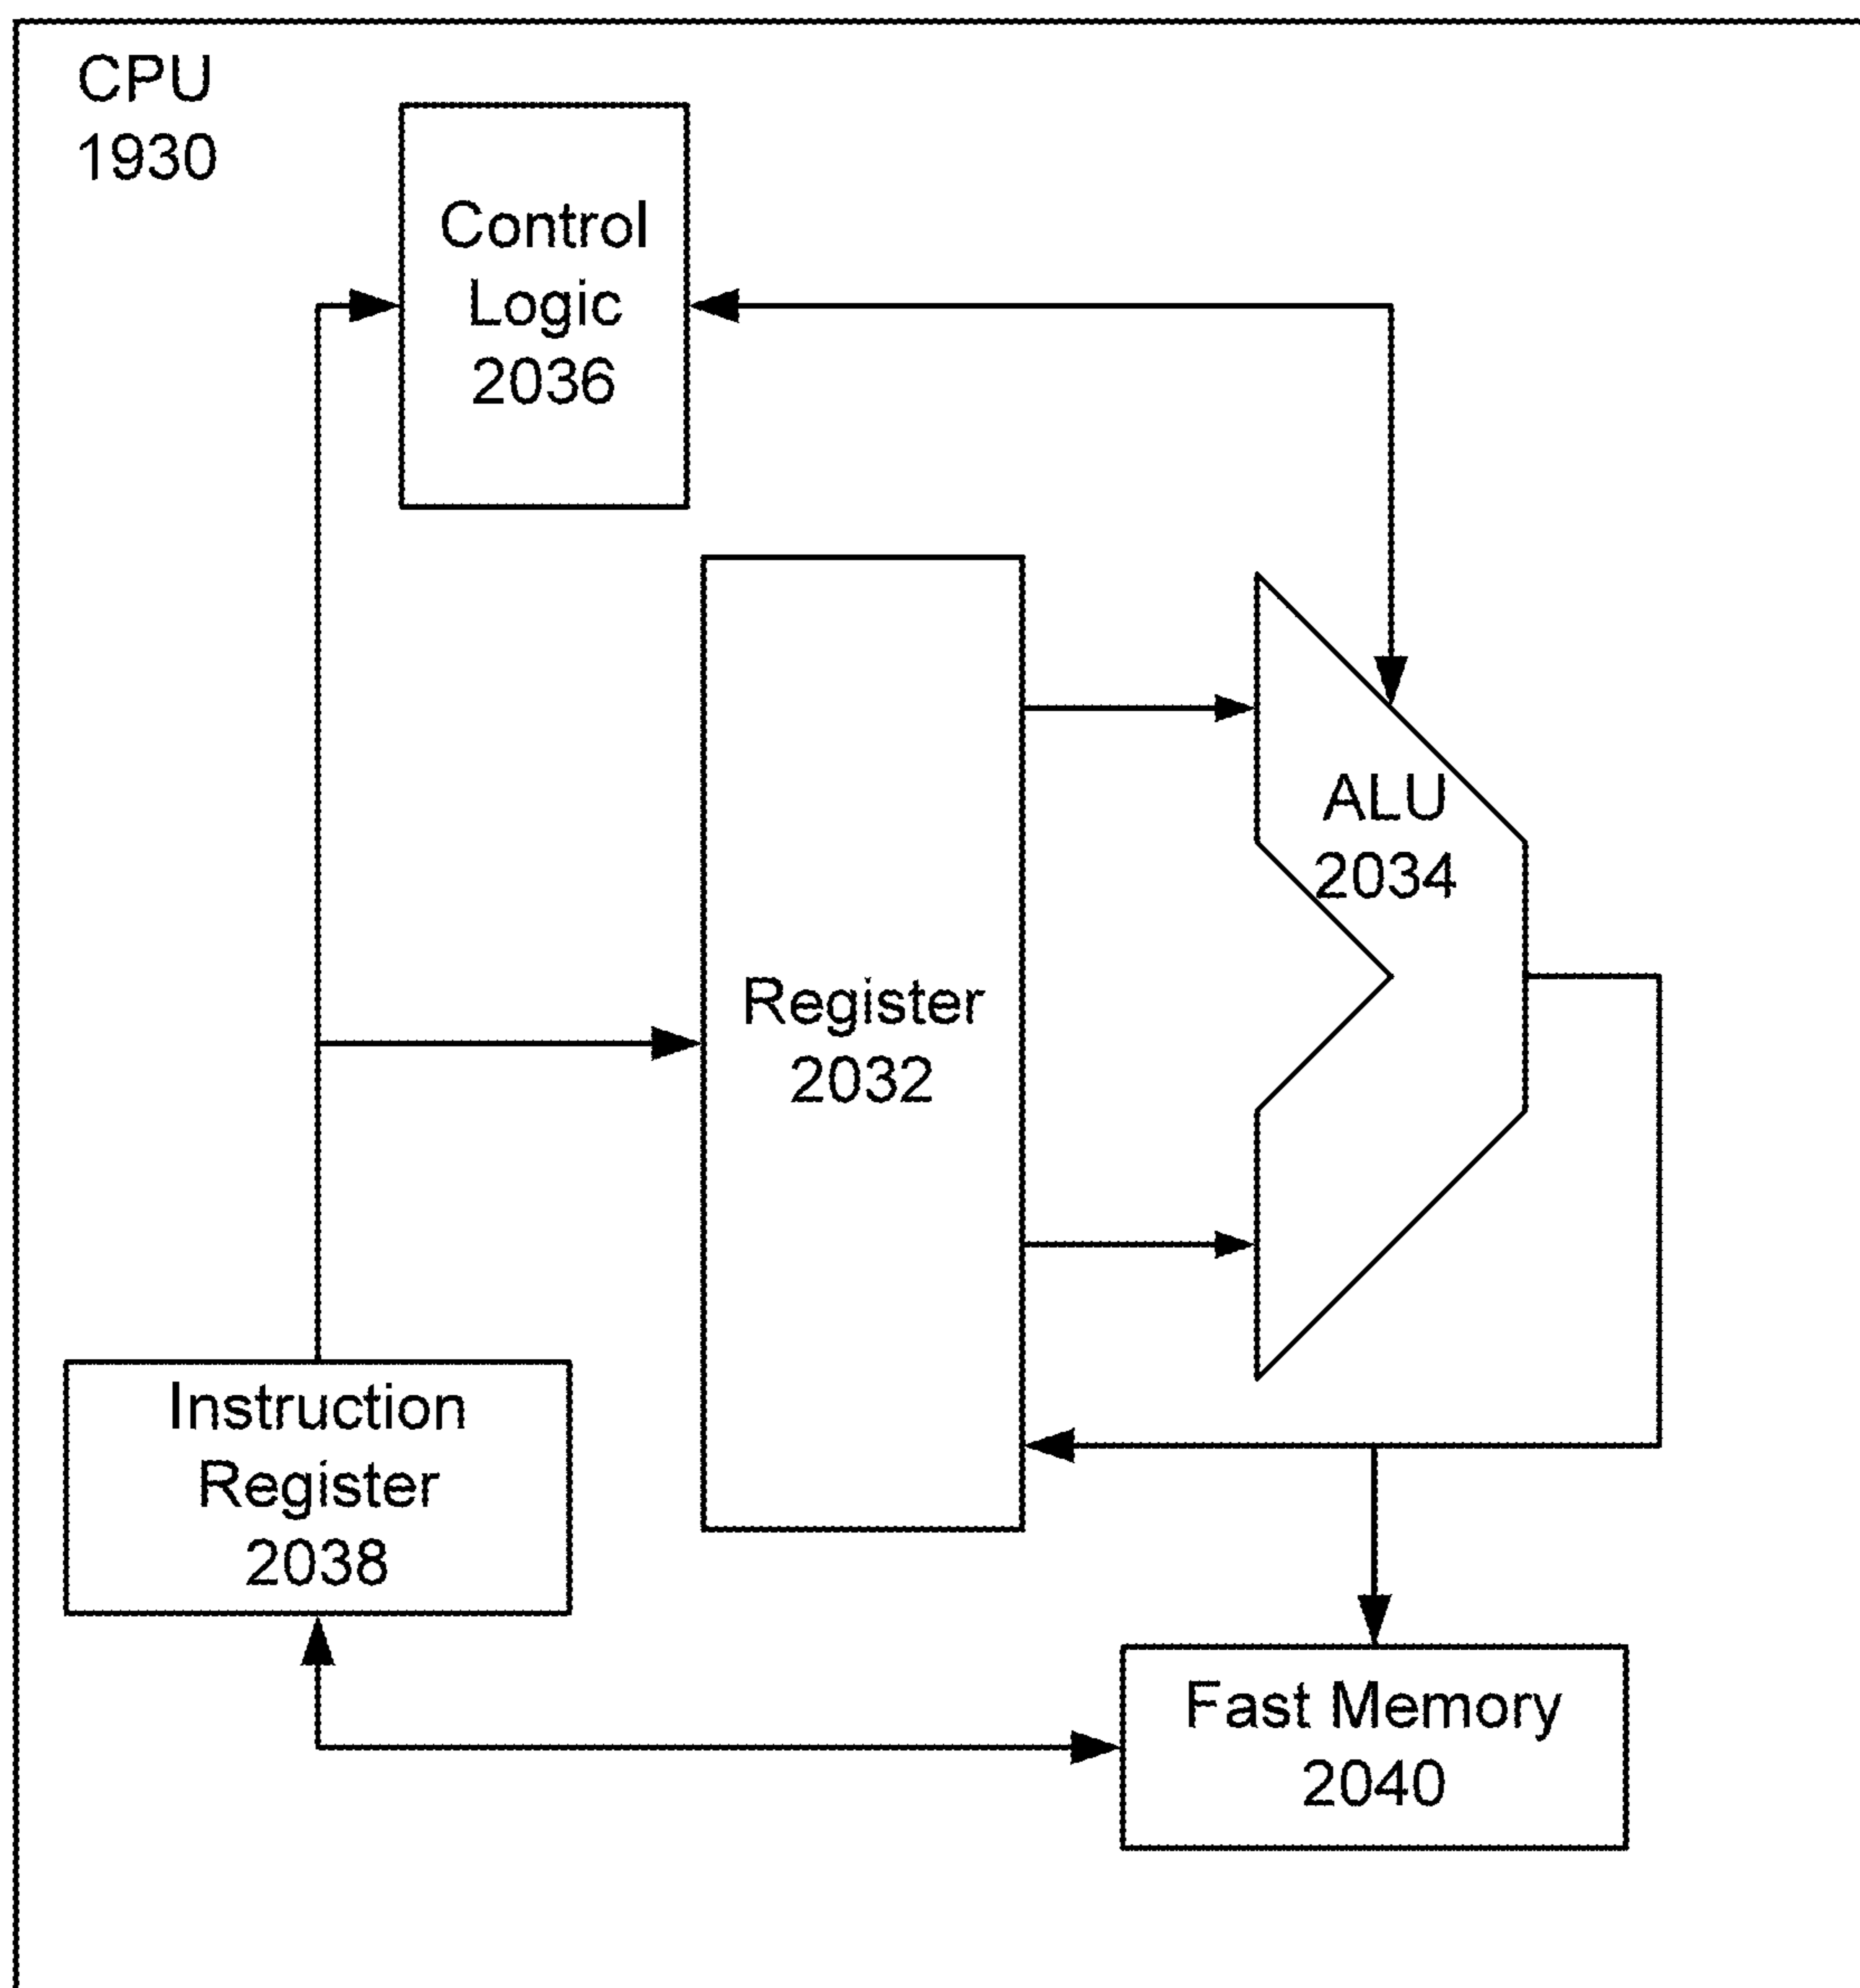 CPU
1930
Control
Logic
2036
ALU
2034
Register
2032
Instruction
Register
2038
Fast Memory
2040